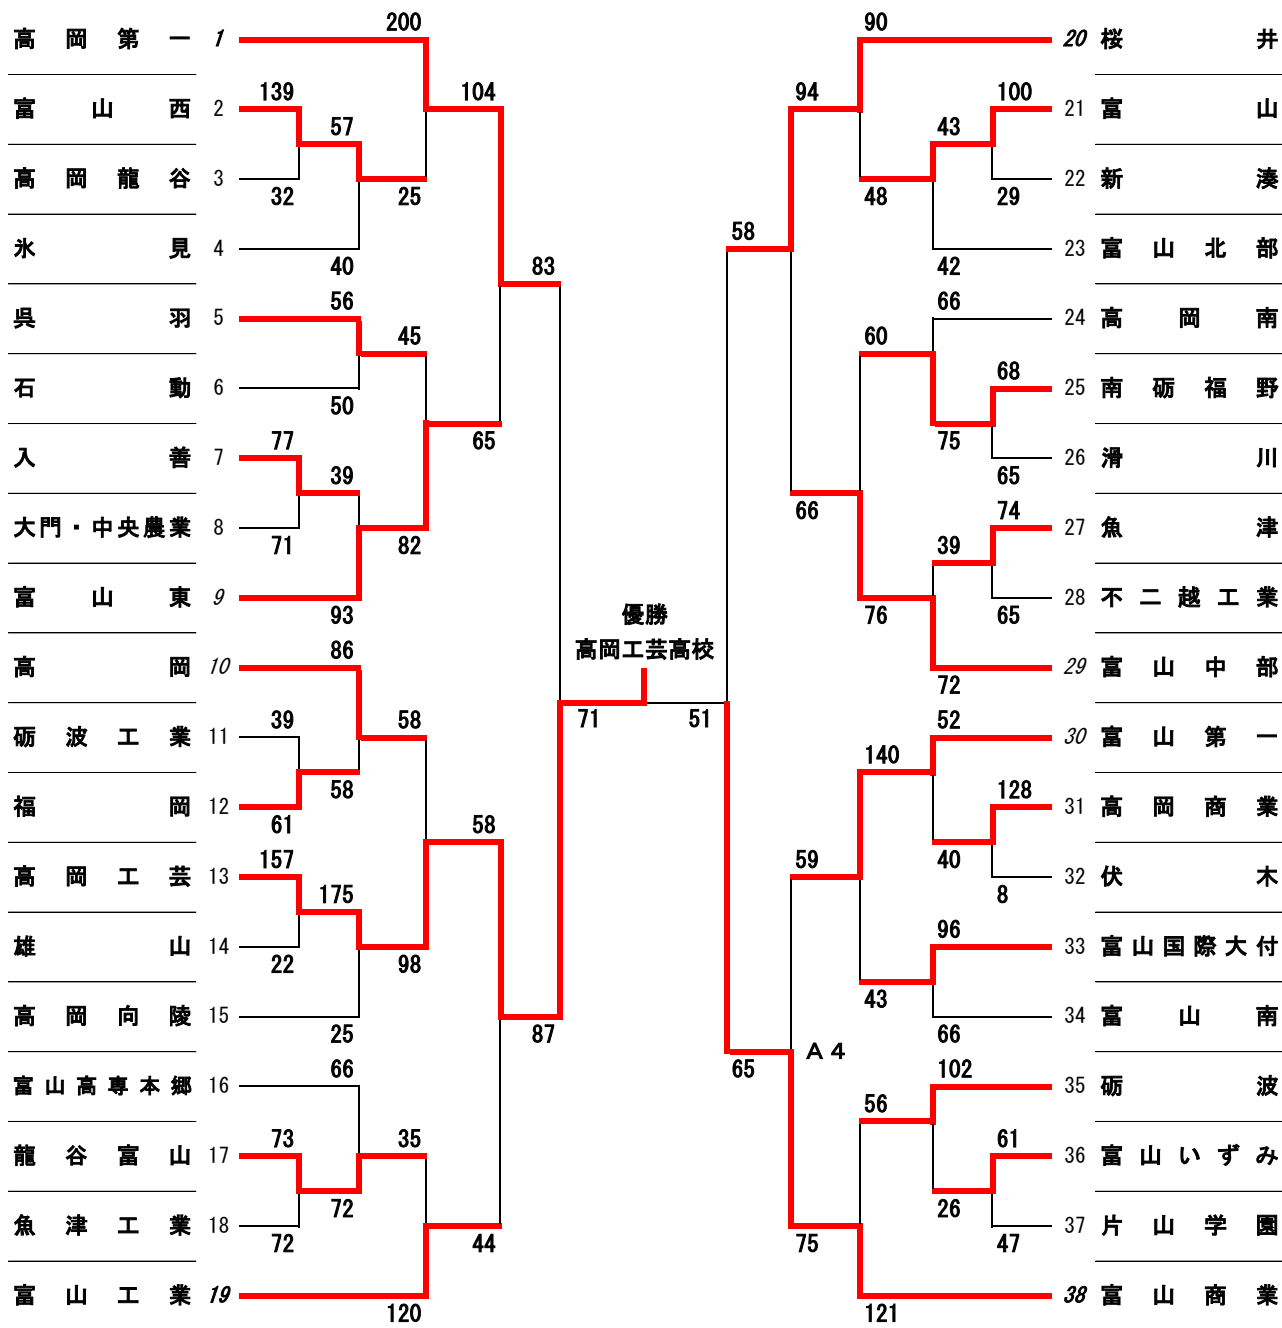 200
高岡第一 1
139
104
富山西 2
57
高岡龍谷 3
32
25
氷見 4
40
83
56
呉羽 5
45
石動 6
50
65
77
入善 7
39
大門・中央農業 8
71
82
富山東 9
93
86
高岡 10
39
58
砺波工業 11
58
福岡 12
61
58
157
高岡工芸 13
175
雄山 14
22
98
高岡向陵 15
25
87
66
富山高専本郷 16
73
35
龍谷富山 17
72
魚津工業 18
72
44
富山工業 19
120
優勝
高岡工芸高校
71
51
90
20 桜井
94
100
21 富山
43
22 新湊
48
29
58
23 富山北部
42
66
24 高岡南
60
68
25 南砺福野
75
26 滑川
65
66
74
27 魚津
39
28 不二越工業
76
65
29 富山中部
72
52
30 富山第一
140
128
31 高岡商業
59
40
32 伏木
8
96
33 富山国際大付
43
34 富山南
66
65
A4
102
35 砺波
56
61
36 富山いずみ
26
37 片山学園
75
47
38 富山商業
121